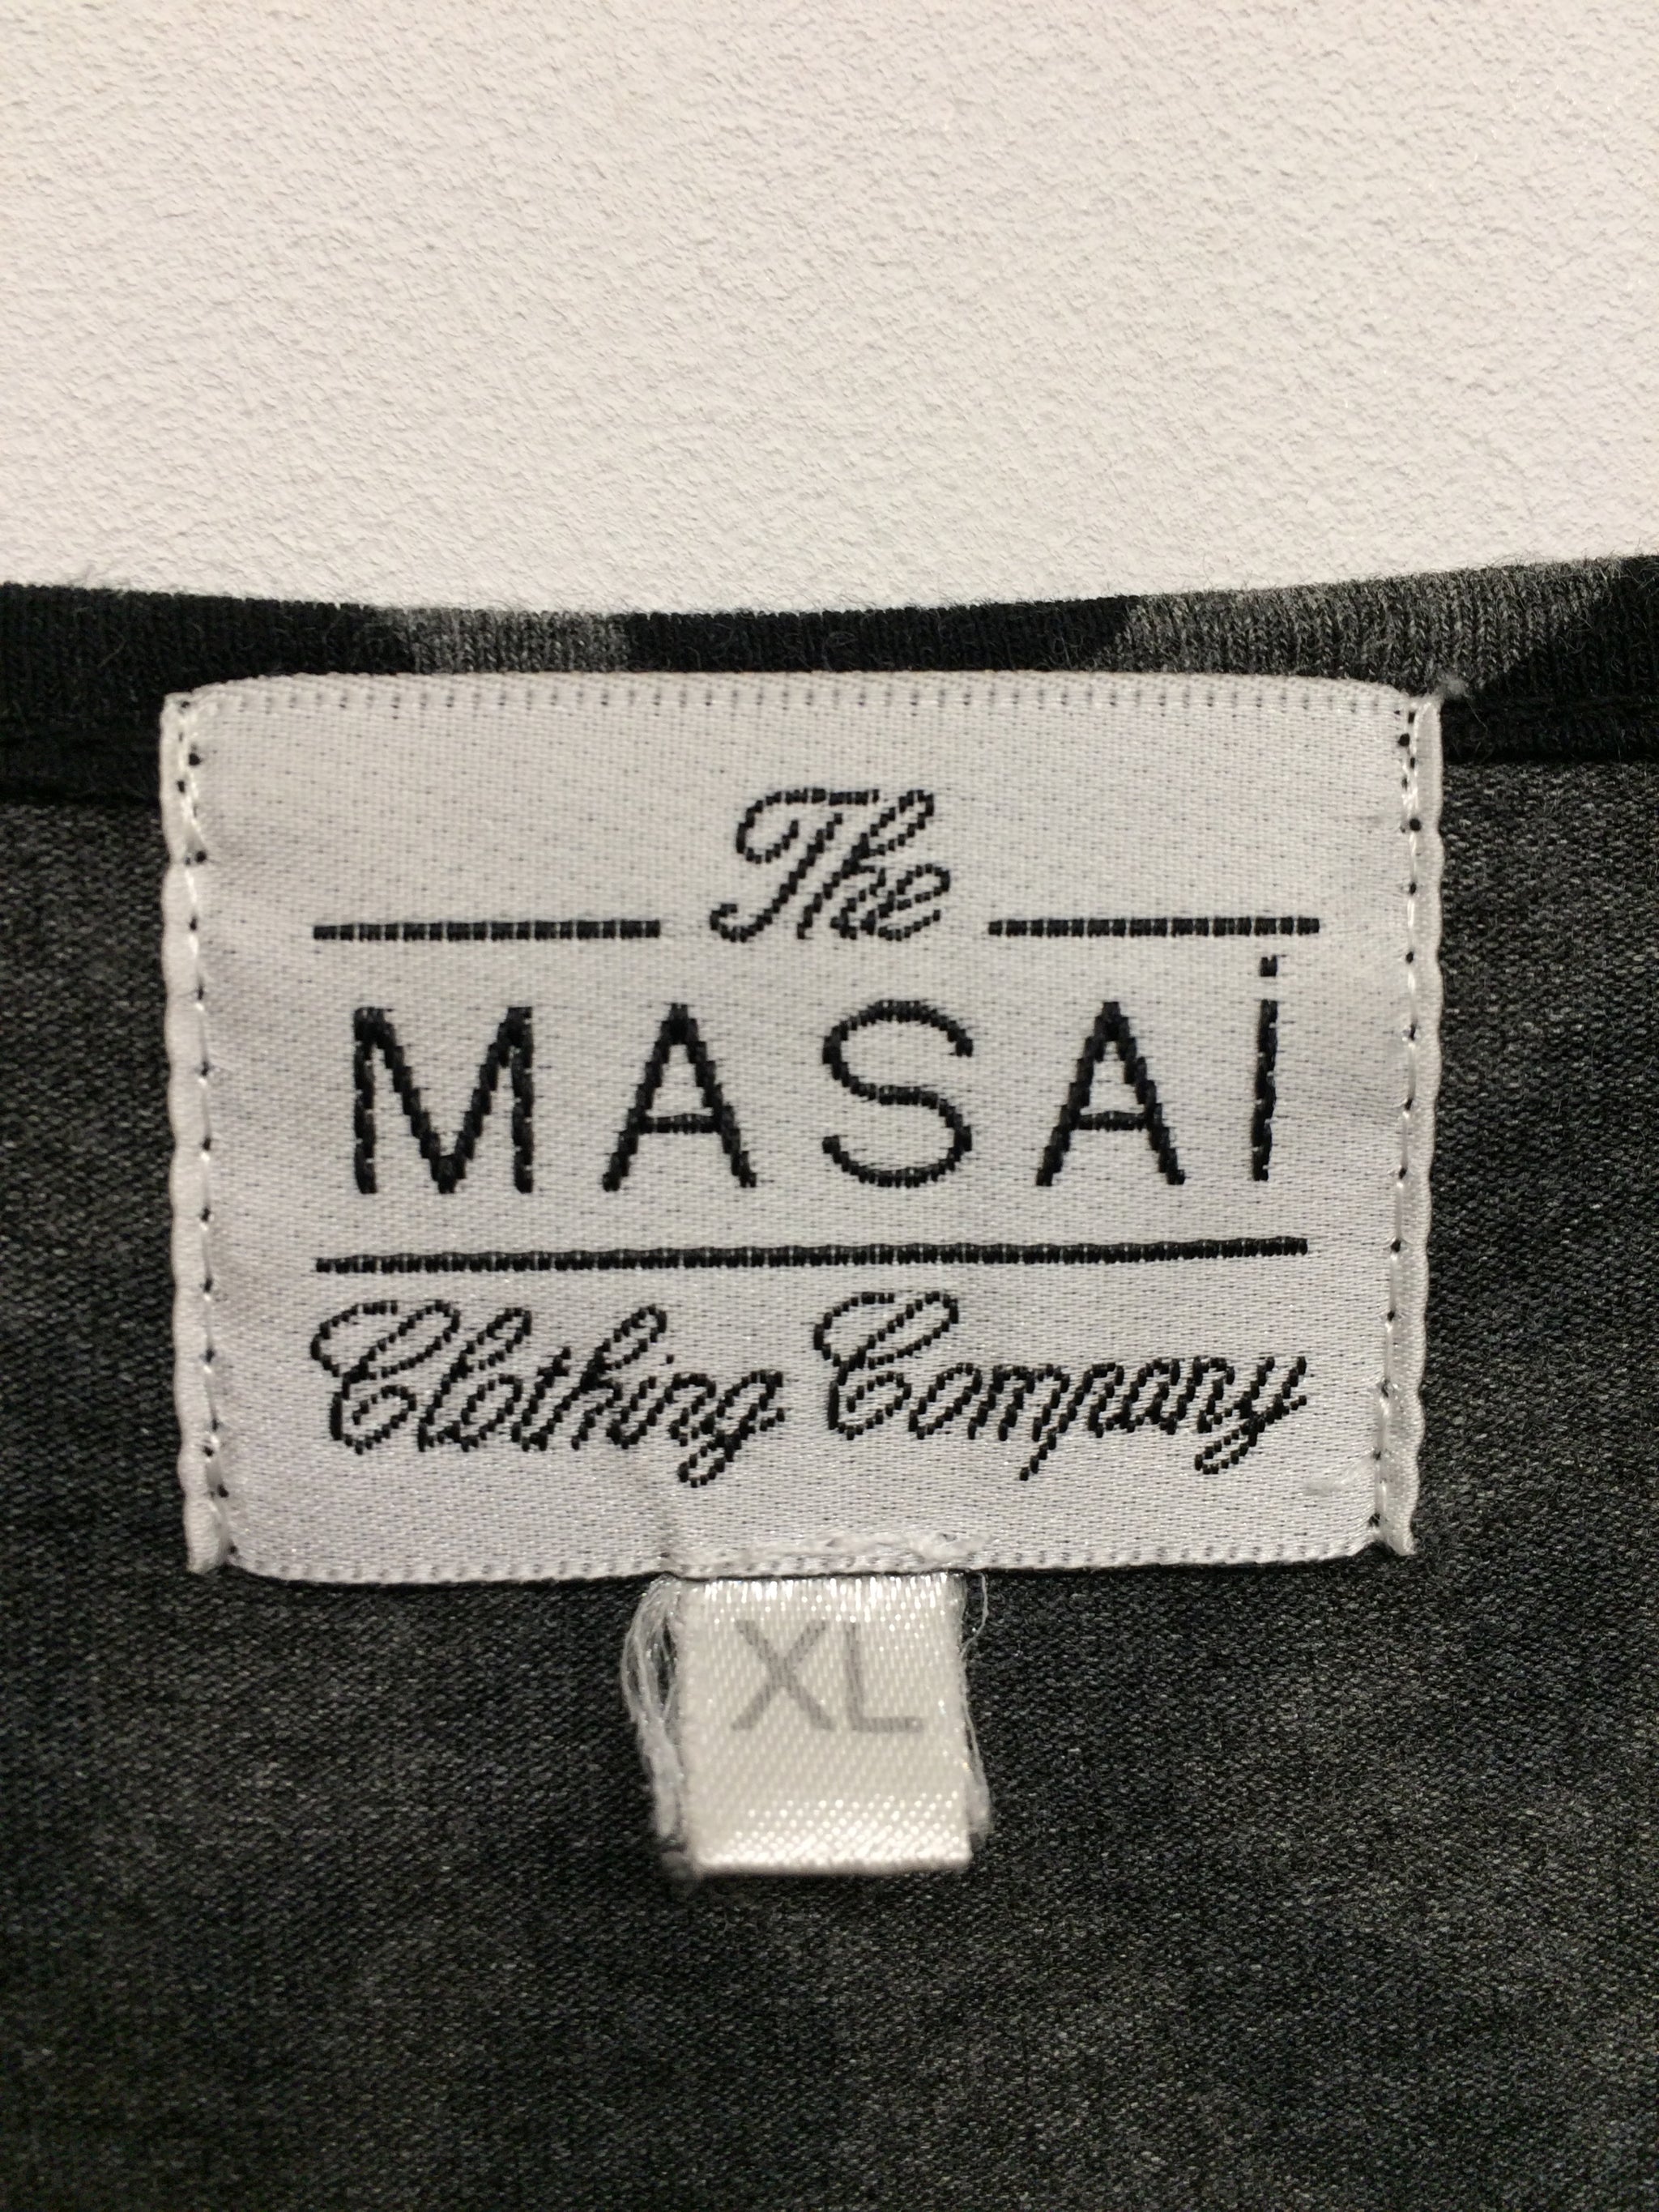 The
MASAI
Clothing Company
XL